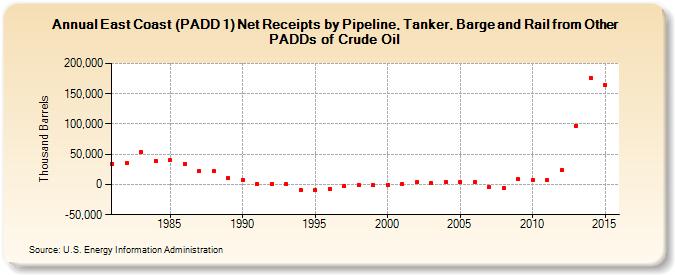 Annual East Coast (PADD 1) Net Receipts by Pipeline, Tanker, Barge and Rail from Other
PADDs of Crude Oil
Thousand Barrels
200,000
150,000
100,000
50,000
0
-50,000
1985 1990 1995 2000 2005 2010 2015
Source: U.S. Energy Information Administration